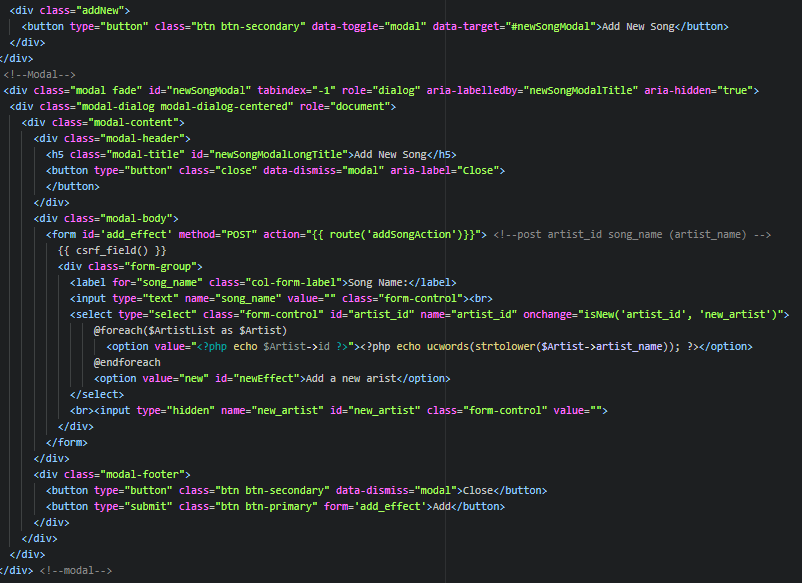 <div class="addNew">
<button type="button" class="btn btn-secondary" data-toggle="modal" data-target="#newSongModal">Add New Song</button>
</div>
/div>
<!--Modal-->
<div class="modal fade" id="newSongModal" tabindex="-1" role="dialog" aria-labelledby="newSongModalTitle" aria-hidden="true">
<div class="modal-dialog modal-dialog-centered" role="document">
<div class="modal-content">
<div class="modal-header">
<h5 class="modal-title" id="newSongModalLongTitle">Add New Song</h5>
<button type="button" class="close" data-dismiss="modal" aria-label="Close">
</button>
</div>
<div class="modal-body">
<form id='add_effect' method="POST" action="{{ route('addSongAction')}}"> <!--post artist_id song_name (artist_name) -->
{{ csrf_field() }}
<div class="form-group">
<label for="song_name" class="col-form-label">Song Name:</label>
<input type="text" name="song_name" value="" class="form-control"><br>
<select type="select" class="form-control" id="artist_id" name="artist_id" onchange="isNew('artist_id', 'new_artist')">
@foreach($ArtistList as $Artist)
<option value="<?php echo $Artist->id ?>"><?php echo ucwords(strtolower($Artist->artist_name)); ?></option>
@endforeach
<option value="new" id="newEffect">Add a new arist</option>
</select>
<br><input type="hidden" name="new_artist" id="new_artist" class="form-control" value="">
</div>
</form>
</div>
<div class="modal-footer">
<button type="button" class="btn btn-secondary" data-dismiss="modal">Close</button>
<button type="submit" class="btn btn-primary" form='add_effect'>Add</button>
</div>
</div>
</div>
</div> <!--modal-->